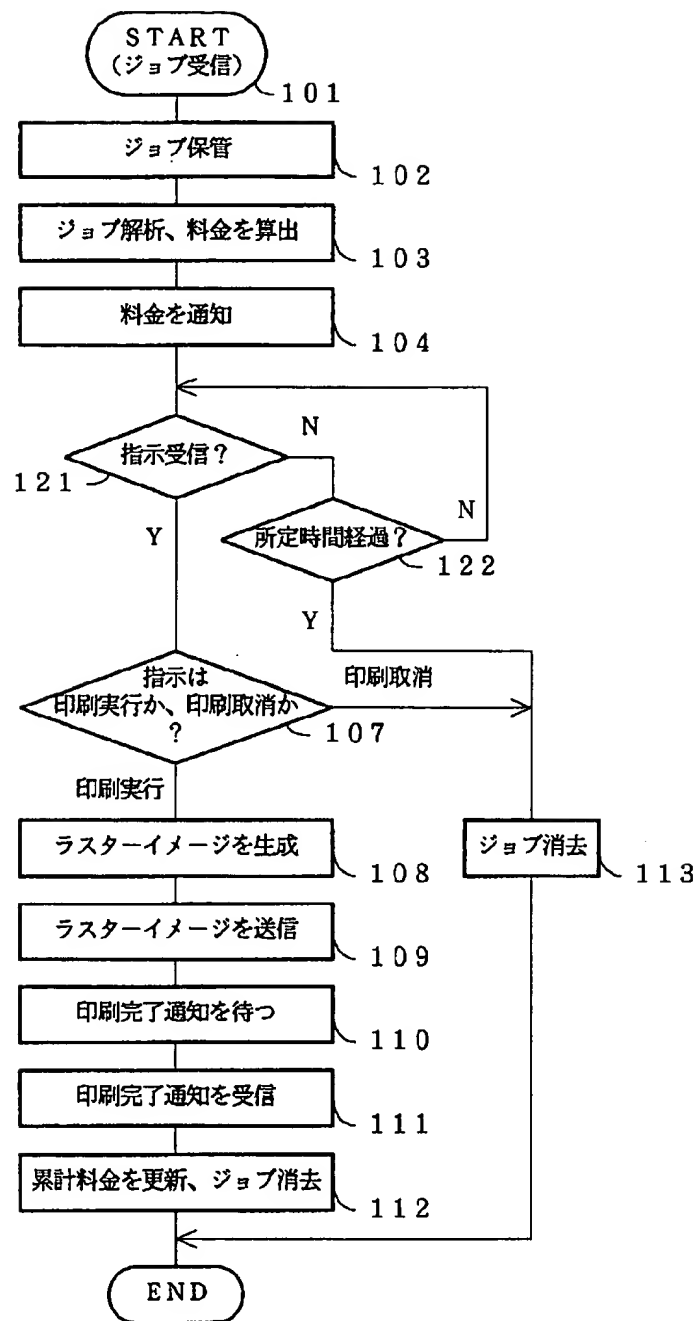 START
(ジョブ受信)
101
ジョブ保管
102
ジョブ解析、料金を算出
103
料金を通知
104
指示受信？
N
121
Y
所定時間経過？
N
122
Y
指示は
印刷実行か、印刷取消か
？
印刷取消
107
印刷実行
ラスターイメージを生成
108
ジョブ消去
113
ラスターイメージを送信
109
印刷完了通知を待つ
110
印刷完了通知を受信
111
累計料金を更新、ジョブ消去
112
END